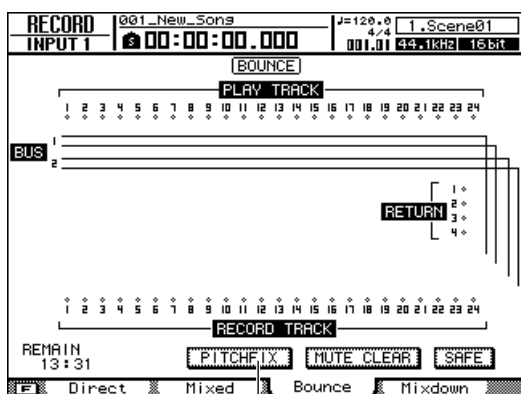 RECORD 001_New_Song ♩=120.0 4/4 1.Scene01
INPUT 1 S 00:00:00.000 001.01 44.1kHz 16bit
BOUNCE
PLAY TRACK
1 2 3 4 5 6 7 8 9 10 11 12 13 14 15 16 17 18 19 20 21 22 23 24
BUS 1
2
RETURN 1
2
3
4
1 2 3 4 5 6 7 8 9 10 11 12 13 14 15 16 17 18 19 20 21 22 23 24
RECORD TRACK
REMAIN
13:31 PITCHFIX MUTE CLEAR SAFE
F Direct Mixed Bounce Mixdown